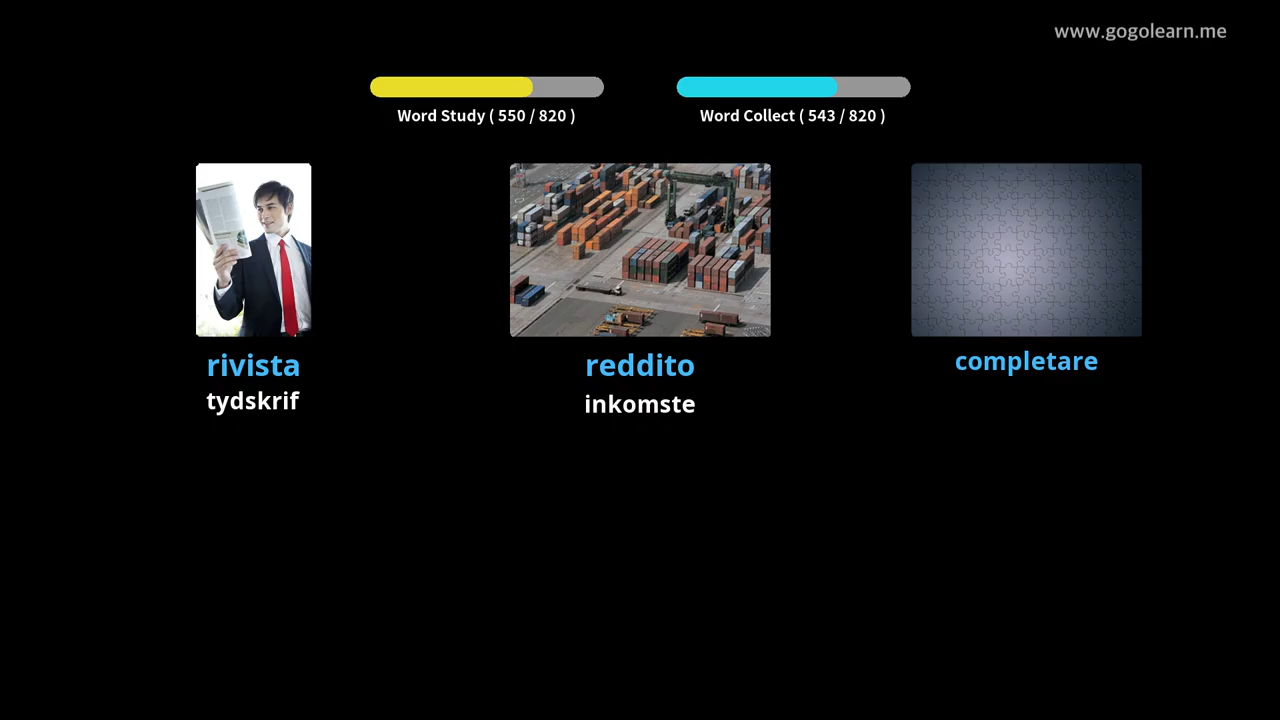 www.gogolearn.me
Word Study ( 550 / 820 )
Word Collect ( 543 / 820 )
rivista
tydskrif
reddito
inkomste
completare